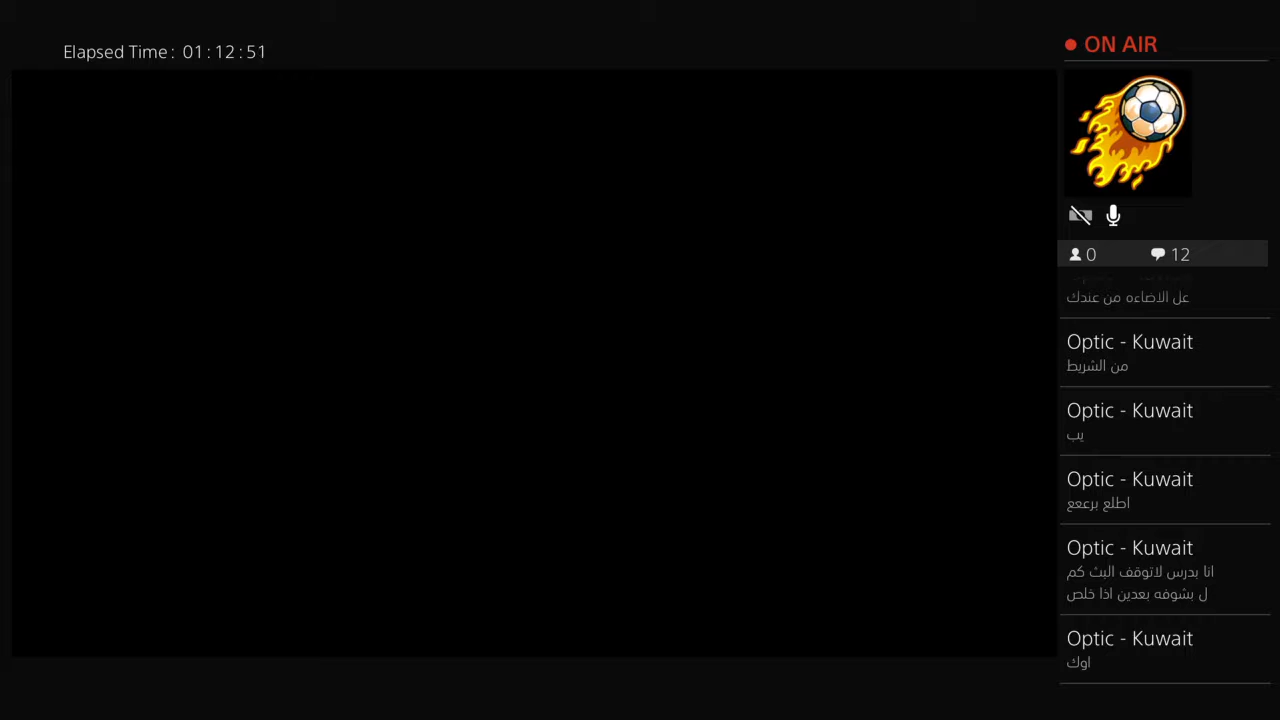 Elapsed Time: 01:12:51
ON AIR
0
12
عل الاضاءه من عندك
Optic - Kuwait
من الشريط
Optic - Kuwait
يب
Optic - Kuwait
اطلع برععع
Optic - Kuwait
انا بدرس لاتوقف البث كم
ل بشوفه بعدين اذا خلص
Optic - Kuwait
اوك